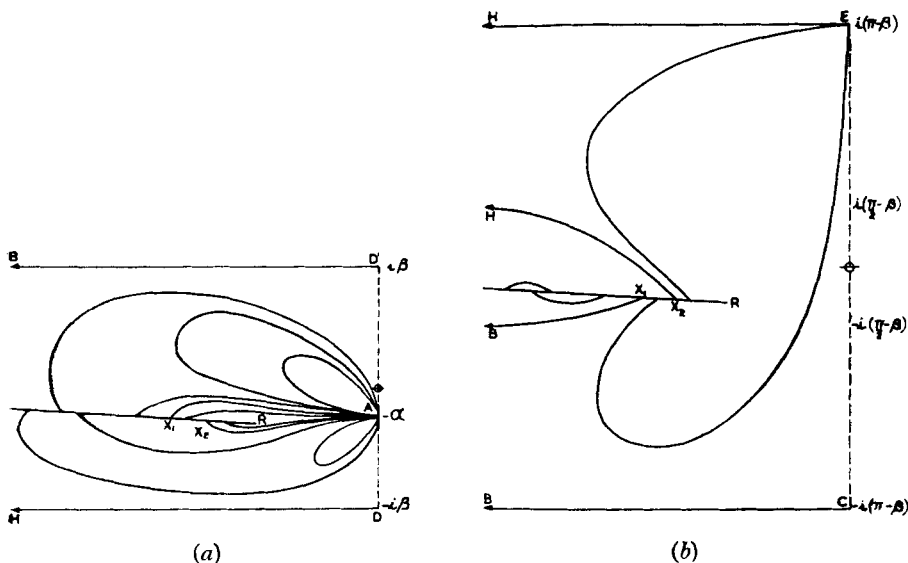 H
E
i(π-β)
H
i(π/2-β)
B
D
iβ
X₁
X₂
R
-i(π/2-β)
B
A
-α
X₁
X₂
R
H
D
-iβ
B
C
-i(π-β)
(a)
(b)